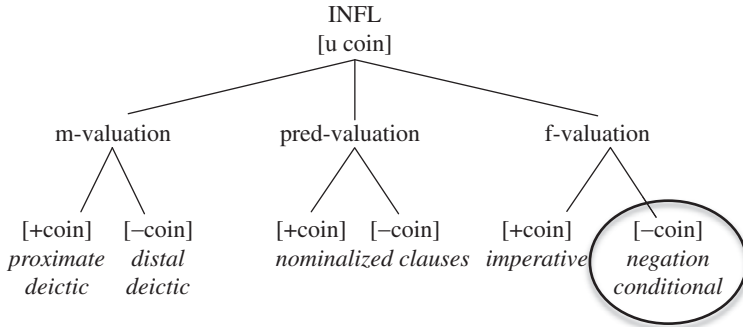 INFL
[u coin]
m-valuation pred-valuation f-valuation
[+coin] [–coin] [+coin] [–coin] [+coin] [–coin]
proximate distal nominalized clauses imperative negation
deictic deictic conditional